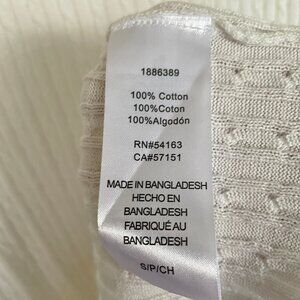 1886389
100% Cotton
100%Coton
100%Algodón
RN#54163
CA#57151
MADE IN BANGLADESH
HECHO EN
BANGLADESH
FABRIQUÉ AU
BANGLADESH
S/P/CH